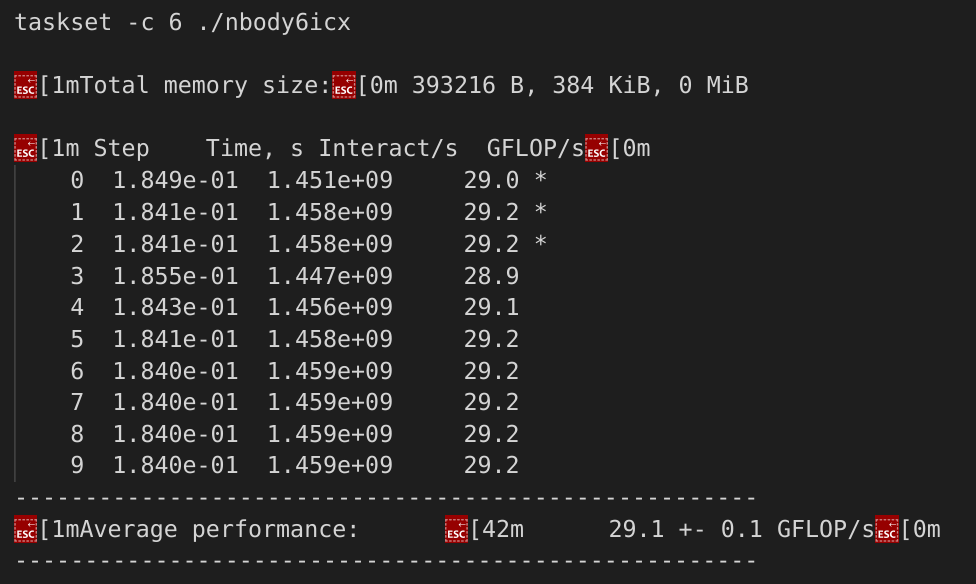 taskset -c 6 ./nbody6icx
ESC[1mTotal memory size:ESC[0m 393216 B, 384 KiB, 0 MiB
ESC[1m Step    Time, s Interact/s  GFLOP/sESC[0m
0  1.849e-01  1.451e+09     29.0 *
1  1.841e-01  1.458e+09     29.2 *
2  1.841e-01  1.458e+09     29.2 *
3  1.855e-01  1.447e+09     28.9
4  1.843e-01  1.456e+09     29.1
5  1.841e-01  1.458e+09     29.2
6  1.840e-01  1.459e+09     29.2
7  1.840e-01  1.459e+09     29.2
8  1.840e-01  1.459e+09     29.2
9  1.840e-01  1.459e+09     29.2
-----------------------------------------------------
ESC[1mAverage performance:      ESC[42m      29.1 +- 0.1 GFLOP/sESC[0m
-----------------------------------------------------